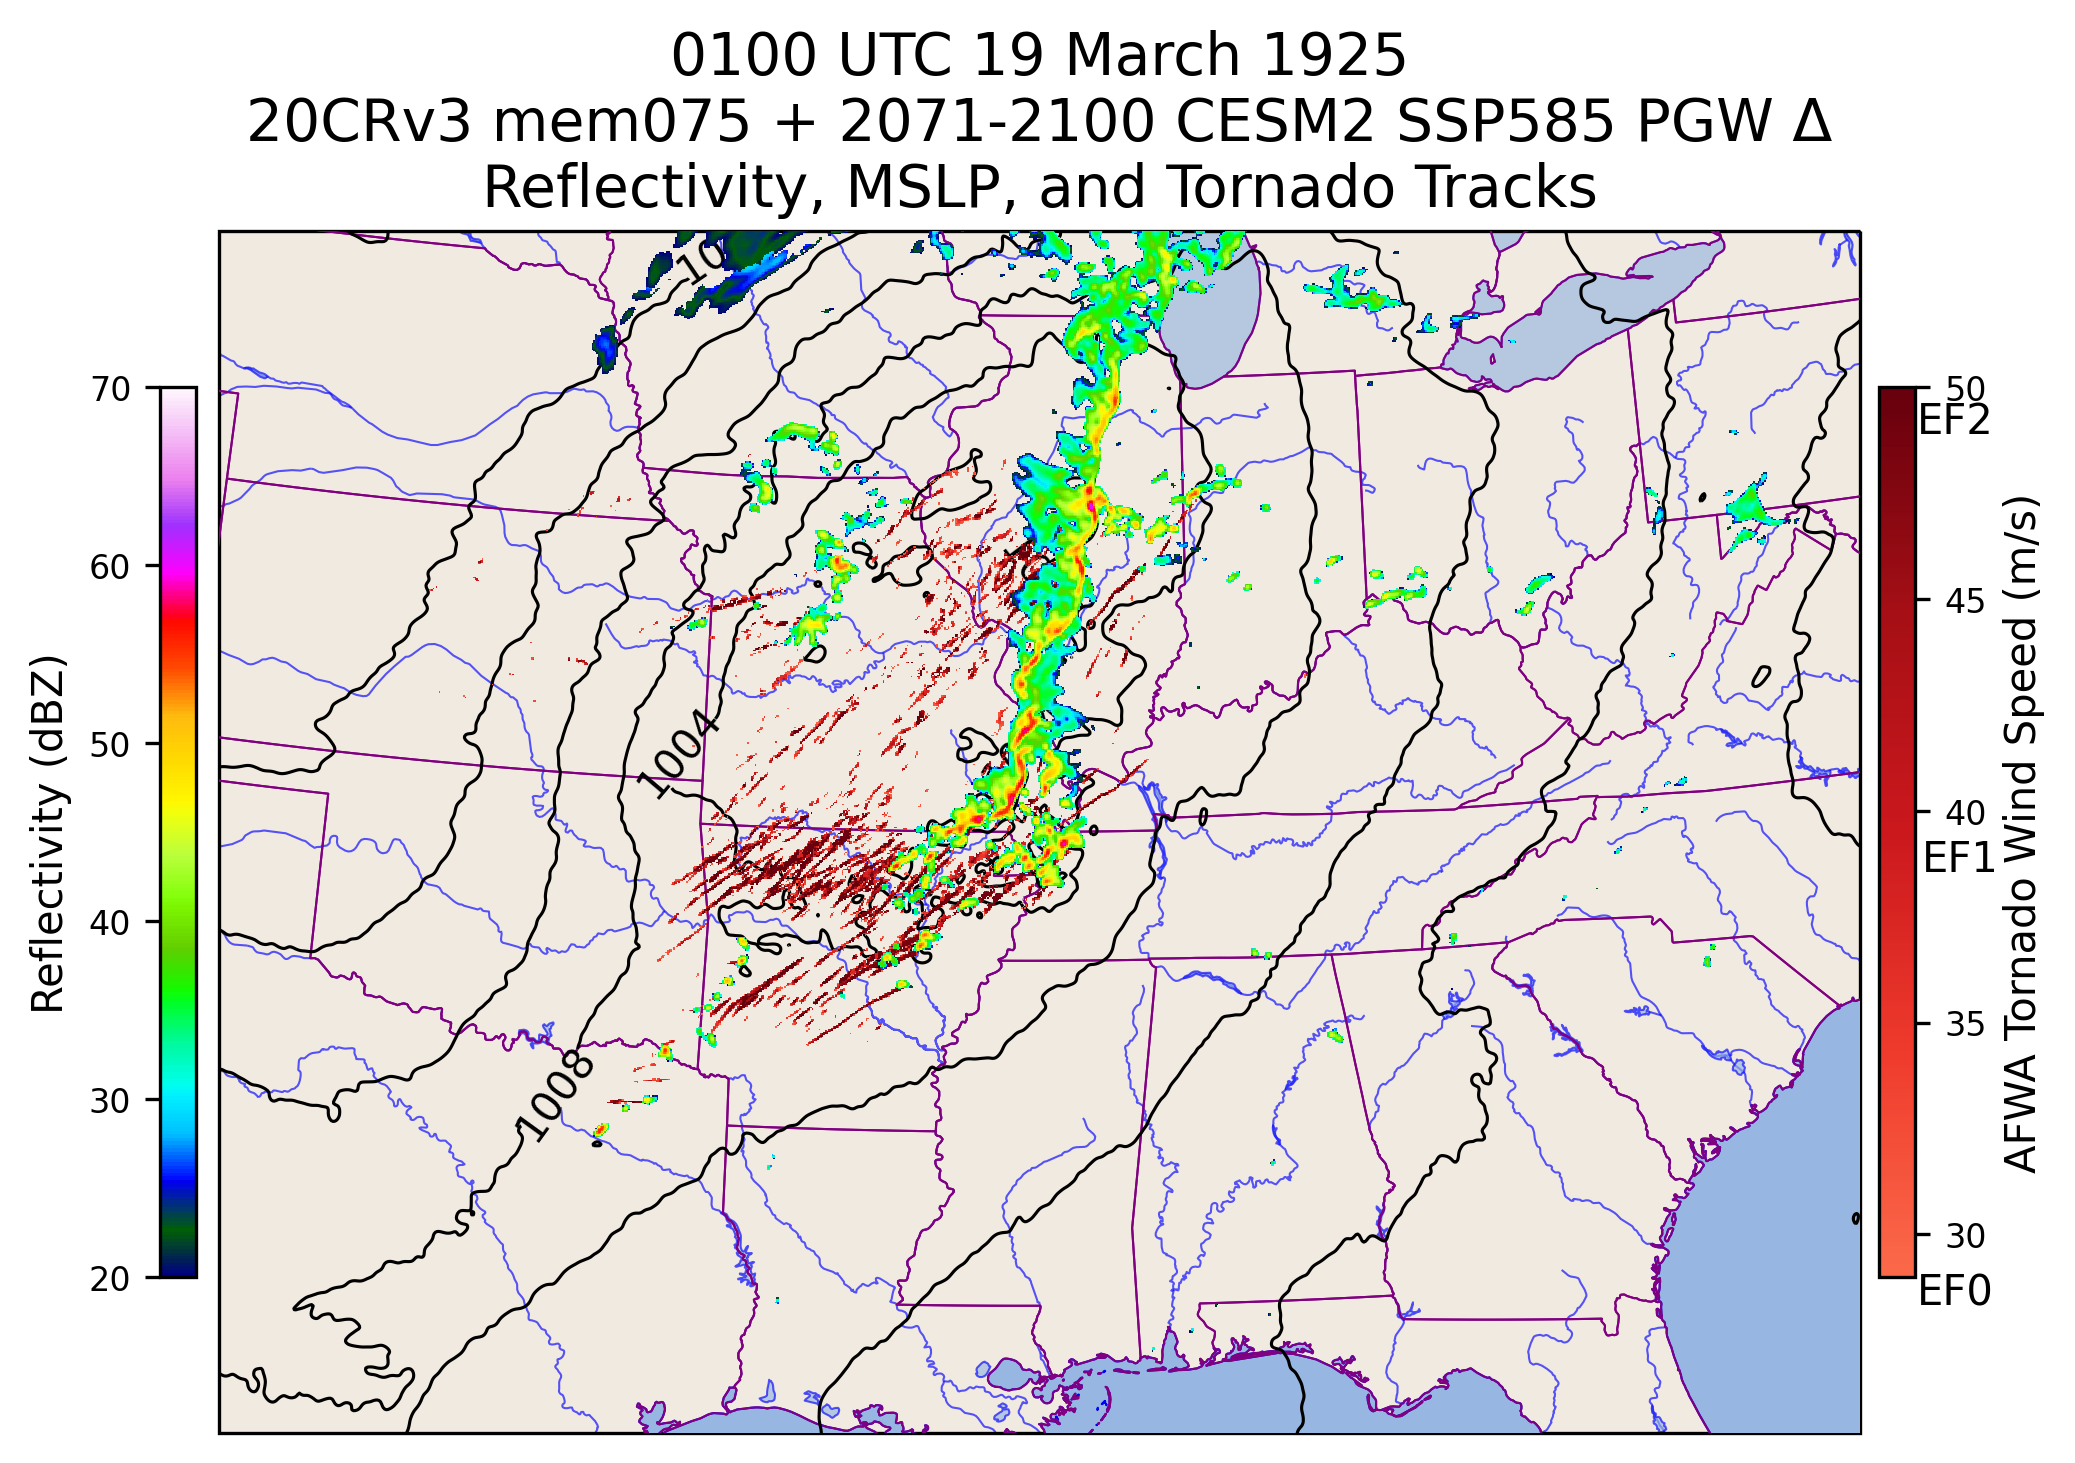 0100 UTC 19 March 1925
20CRv3 mem075 + 2071-2100 CESM2 SSP585 PGW Δ
Reflectivity, MSLP, and Tornado Tracks
Reflectivity (dBZ)
70
60
50
40
30
20
1004
1008
50
EF2
45
40
EF1
35
30
EF0
AFWA Tornado Wind Speed (m/s)